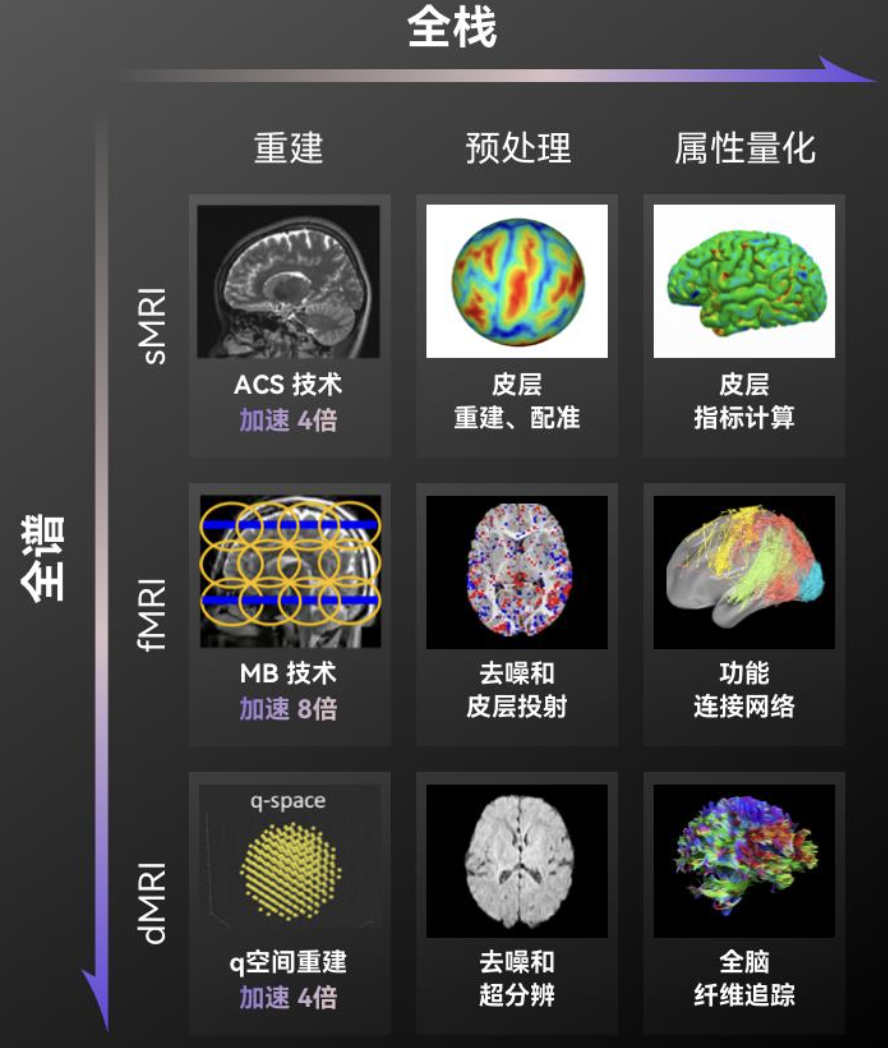 全栈
重建
预处理
属性量化
全谱
sMRI
ACS 技术
加速 4倍
皮层
重建、配准
皮层
指标计算
fMRI
MB 技术
加速 8倍
去噪和
皮层投射
功能
连接网络
dMRI
q-space
q空间重建
加速 4倍
去噪和
超分辨
全脑
纤维追踪